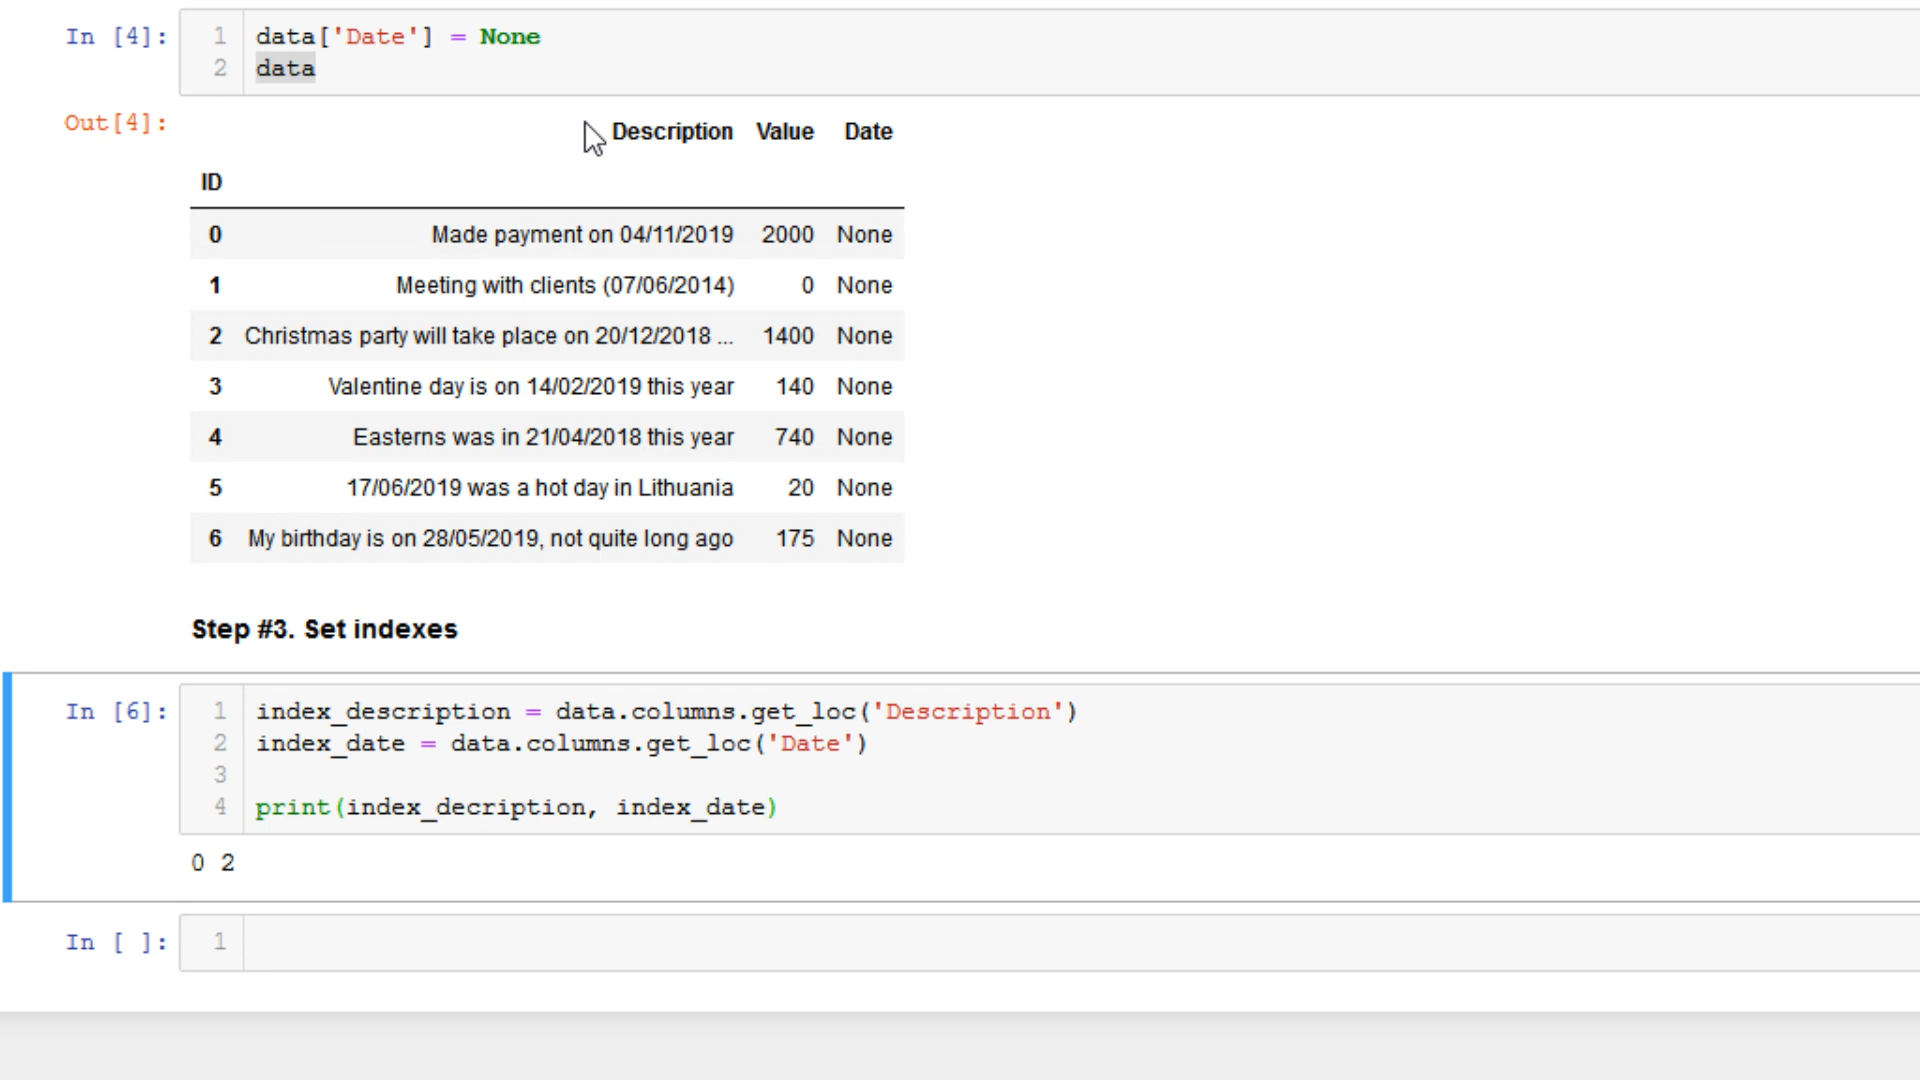 In [4]:
1 data['Date'] = None
2 data
Out[4]:
Description Value Date
ID
0 Made payment on 04/11/2019 2000 None
1 Meeting with clients (07/06/2014) 0 None
2 Christmas party will take place on 20/12/2018 ... 1400 None
3 Valentine day is on 14/02/2019 this year 140 None
4 Easterns was in 21/04/2018 this year 740 None
5 17/06/2019 was a hot day in Lithuania 20 None
6 My birthday is on 28/05/2019, not quite long ago 175 None
Step #3. Set indexes
In [6]:
1 index_description = data.columns.get_loc('Description')
2 index_date = data.columns.get_loc('Date')
3
4 print(index_decription, index_date)
0 2
In [ ]:
1